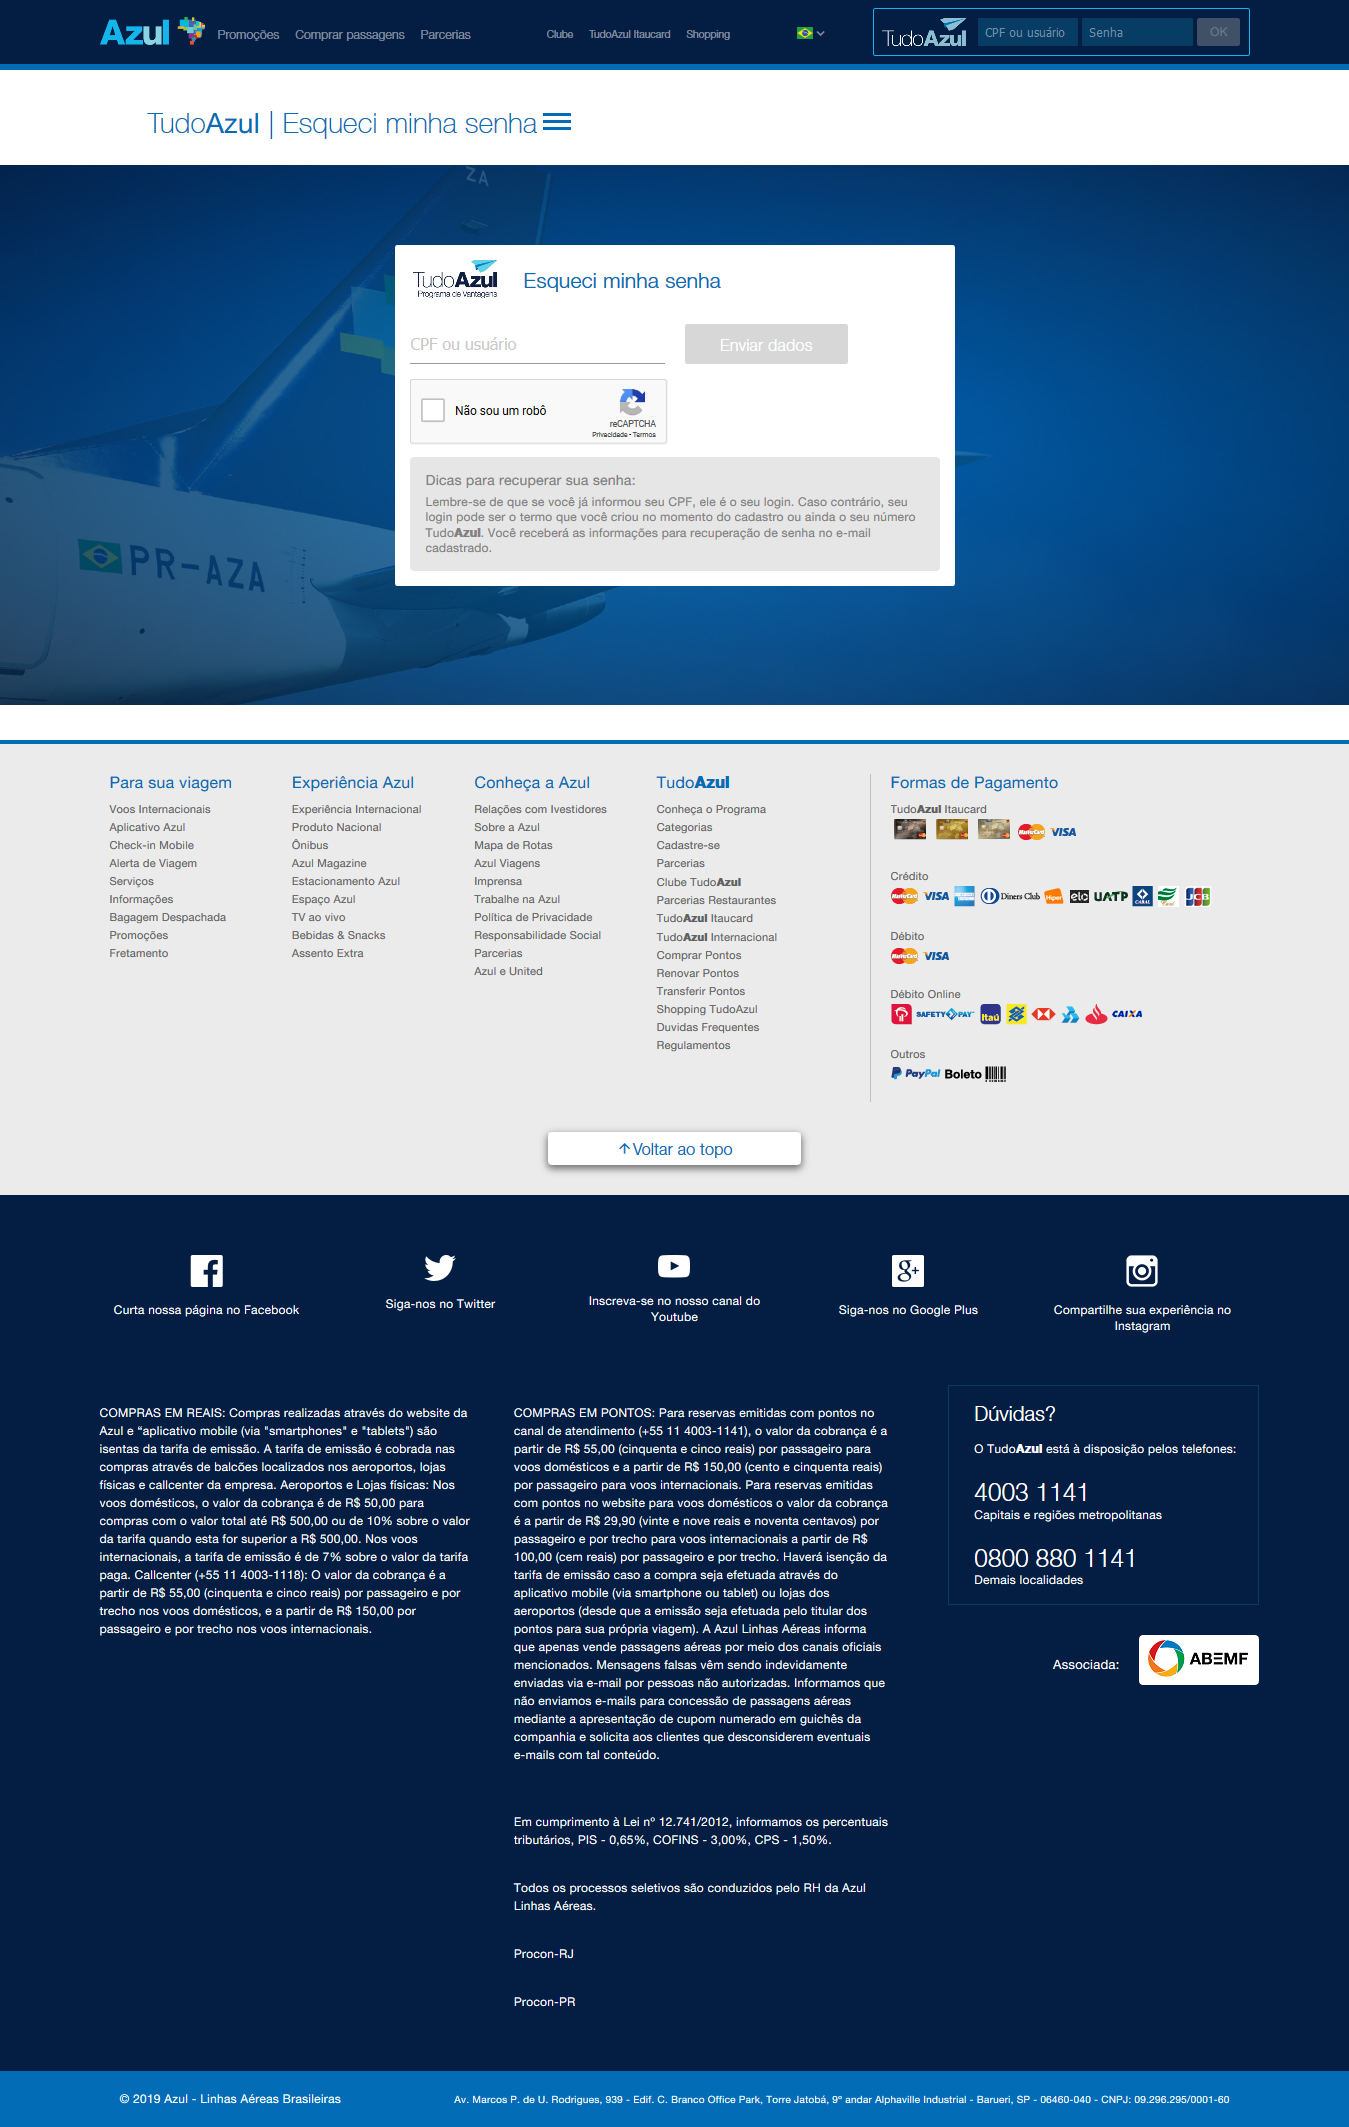 Azul
Promoções
Comprar passagens
Parcerias
Clube
TudoAzul Itaucard
Shopping
TudoAzul
CPF ou usuário
Senha
OK
TudoAzul | Esqueci minha senha
ZA
PR-AZA
TudoAzul
Programa de Vantagens
Esqueci minha senha
CPF ou usuário
Enviar dados
Não sou um robô
reCAPTCHA
Privacidade - Termos
Dicas para recuperar sua senha:
Lembre-se de que se você já informou seu CPF, ele é o seu login. Caso contrário, seu
login pode ser o termo que você criou no momento do cadastro ou ainda o seu número
TudoAzul. Você receberá as informações para recuperação de senha no e-mail
cadastrado.
Para sua viagem
Voos Internacionais
Aplicativo Azul
Check-in Mobile
Alerta de Viagem
Serviços
Informações
Bagagem Despachada
Promoções
Fretamento
Experiência Azul
Experiência Internacional
Produto Nacional
Ônibus
Azul Magazine
Estacionamento Azul
Espaço Azul
TV ao vivo
Bebidas & Snacks
Assento Extra
Conheça a Azul
Relações com Ivestidores
Sobre a Azul
Mapa de Rotas
Azul Viagens
Imprensa
Trabalhe na Azul
Política de Privacidade
Responsabilidade Social
Parcerias
Azul e United
TudoAzul
Conheça o Programa
Categorias
Cadastre-se
Parcerias
Clube TudoAzul
Parcerias Restaurantes
TudoAzul Itaucard
TudoAzul Internacional
Comprar Pontos
Renovar Pontos
Transferir Pontos
Shopping TudoAzul
Duvidas Frequentes
Regulamentos
Formas de Pagamento
TudoAzul Itaucard
MasterCard VISA
Crédito
MasterCard VISA Diners Club Hiper elo UATP CABAL JCB
Débito
MasterCard VISA
Débito Online
SAFETYPAY Itaú CAIXA
Outros
PayPal Boleto
Voltar ao topo
Curta nossa página no Facebook
Siga-nos no Twitter
Inscreva-se no nosso canal do
Youtube
g+
Siga-nos no Google Plus
Compartilhe sua experiência no
Instagram
COMPRAS EM REAIS: Compras realizadas através do website da
Azul e “aplicativo mobile (via "smartphones" e "tablets") são
isentas da tarifa de emissão. A tarifa de emissão é cobrada nas
compras através de balcões localizados nos aeroportos, lojas
físicas e callcenter da empresa. Aeroportos e Lojas físicas: Nos
voos domésticos, o valor da cobrança é de R$ 50,00 para
compras com o valor total até R$ 500,00 ou de 10% sobre o valor
da tarifa quando esta for superior a R$ 500,00. Nos voos
internacionais, a tarifa de emissão é de 7% sobre o valor da tarifa
paga. Callcenter (+55 11 4003-1118): O valor da cobrança é a
partir de R$ 55,00 (cinquenta e cinco reais) por passageiro e por
trecho nos voos domésticos, e a partir de R$ 150,00 por
passageiro e por trecho nos voos internacionais.
COMPRAS EM PONTOS: Para reservas emitidas com pontos no
canal de atendimento (+55 11 4003-1141), o valor da cobrança é a
partir de R$ 55,00 (cinquenta e cinco reais) por passageiro para
voos domésticos e a partir de R$ 150,00 (cento e cinquenta reais)
por passageiro para voos internacionais. Para reservas emitidas
com pontos no website para voos domésticos o valor da cobrança
é a partir de R$ 29,90 (vinte e nove reais e noventa centavos) por
passageiro e por trecho para voos internacionais a partir de R$
100,00 (cem reais) por passageiro e por trecho. Haverá isenção da
tarifa de emissão caso a compra seja efetuada através do
aplicativo mobile (via smartphone ou tablet) ou lojas dos
aeroportos (desde que a emissão seja efetuada pelo titular dos
pontos para sua própria viagem). A Azul Linhas Aéreas informa
que apenas vende passagens aéreas por meio dos canais oficiais
mencionados. Mensagens falsas vêm sendo indevidamente
enviadas via e-mail por pessoas não autorizadas. Informamos que
não enviamos e-mails para concessão de passagens aéreas
mediante a apresentação de cupom numerado em guichês da
companhia e solicita aos clientes que desconsiderem eventuais
e-mails com tal conteúdo.
Em cumprimento à Lei nº 12.741/2012, informamos os percentuais
tributários, PIS - 0,65%, COFINS - 3,00%, CPS - 1,50%.
Todos os processos seletivos são conduzidos pelo RH da Azul
Linhas Aéreas.
Procon-RJ
Procon-PR
Dúvidas?
O TudoAzul está à disposição pelos telefones:
4003 1141
Capitais e regiões metropolitanas
0800 880 1141
Demais localidades
Associada:
ABEMF
© 2019 Azul - Linhas Aéreas Brasileiras
Av. Marcos P. de U. Rodrigues, 939 - Edif. C. Branco Office Park, Torre Jatobá, 9º andar Alphaville Industrial - Barueri, SP - 06460-040 - CNPJ: 09.296.295/0001-60